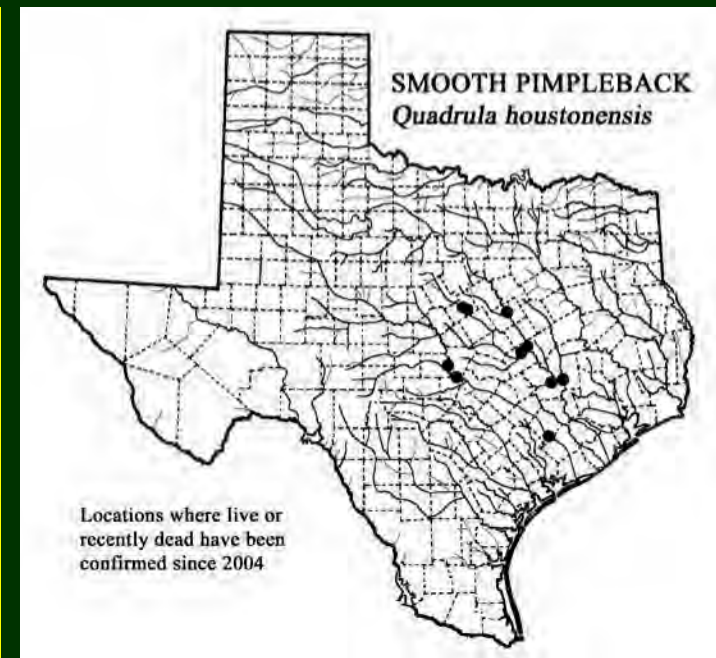 SMOOTH PIMPLEBACK
Quadrula houstonensis
Locations where live or
recently dead have been
confirmed since 2004